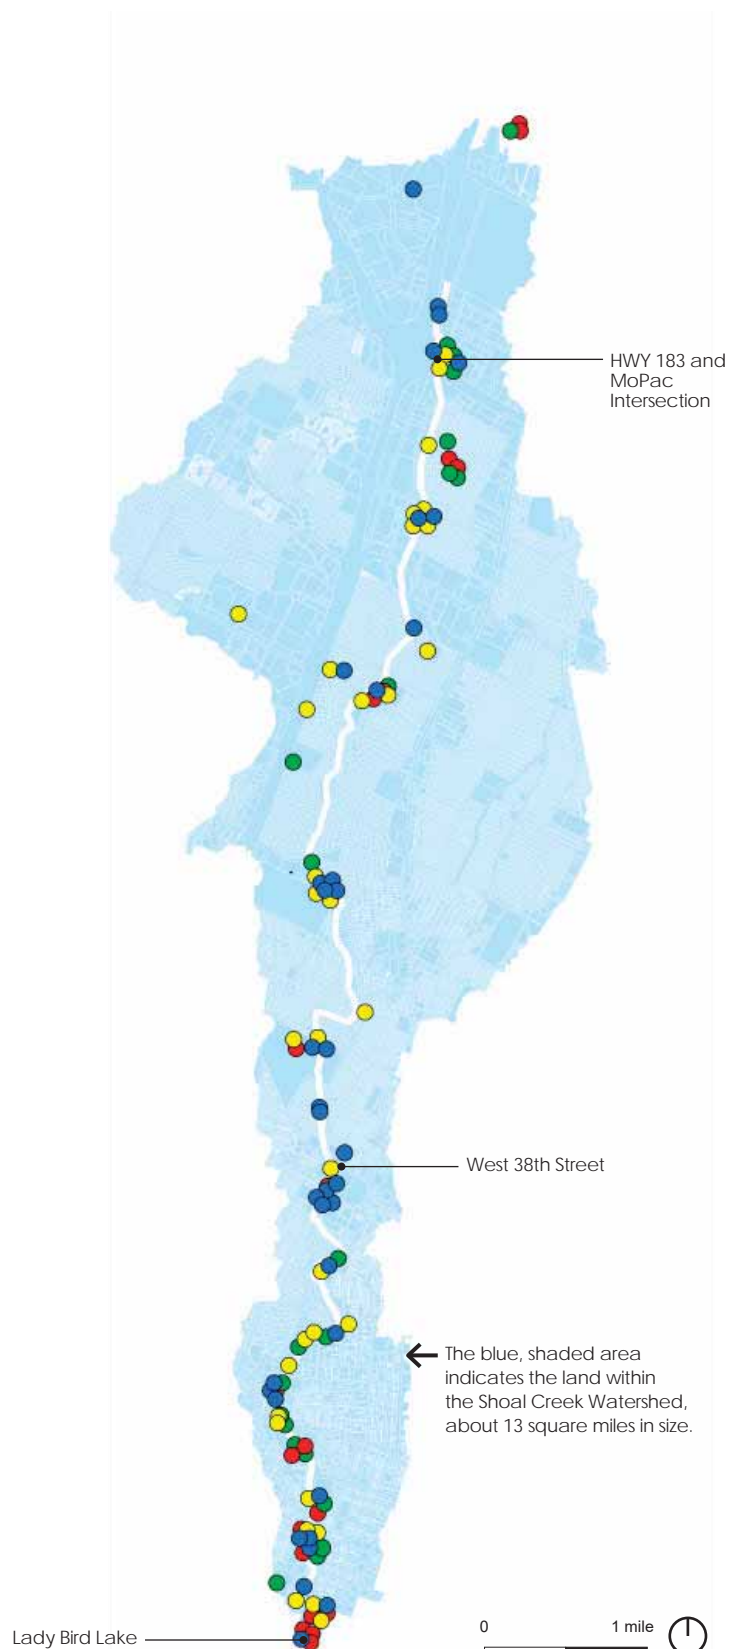 HWY 183 and
MoPac
Intersection
West 38th Street
The blue, shaded area
indicates the land within
the Shoal Creek Watershed,
about 13 square miles in size.
Lady Bird Lake
0 1 mile